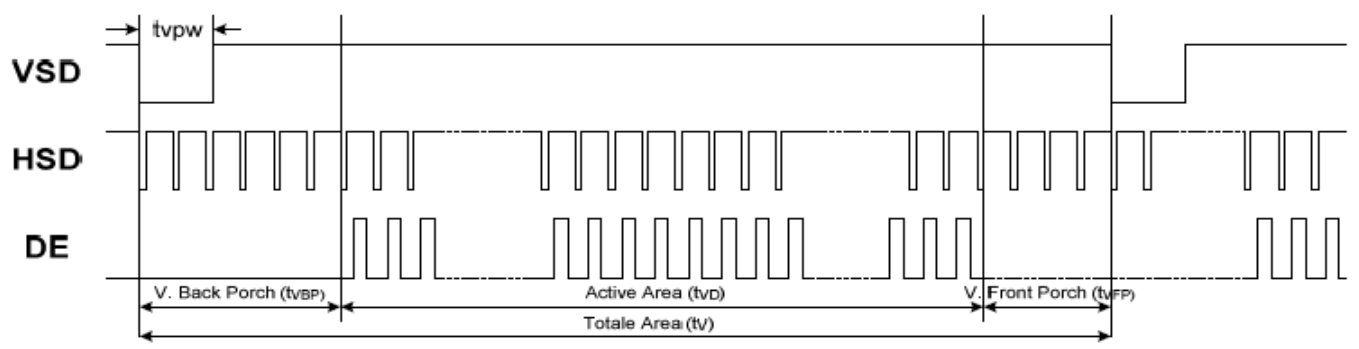 tvpw
VSD
HSD
DE
V. Back Porch (tVBP)
Active Area (tVD)
V. Front Porch (tVFP)
Totale Area (tV)